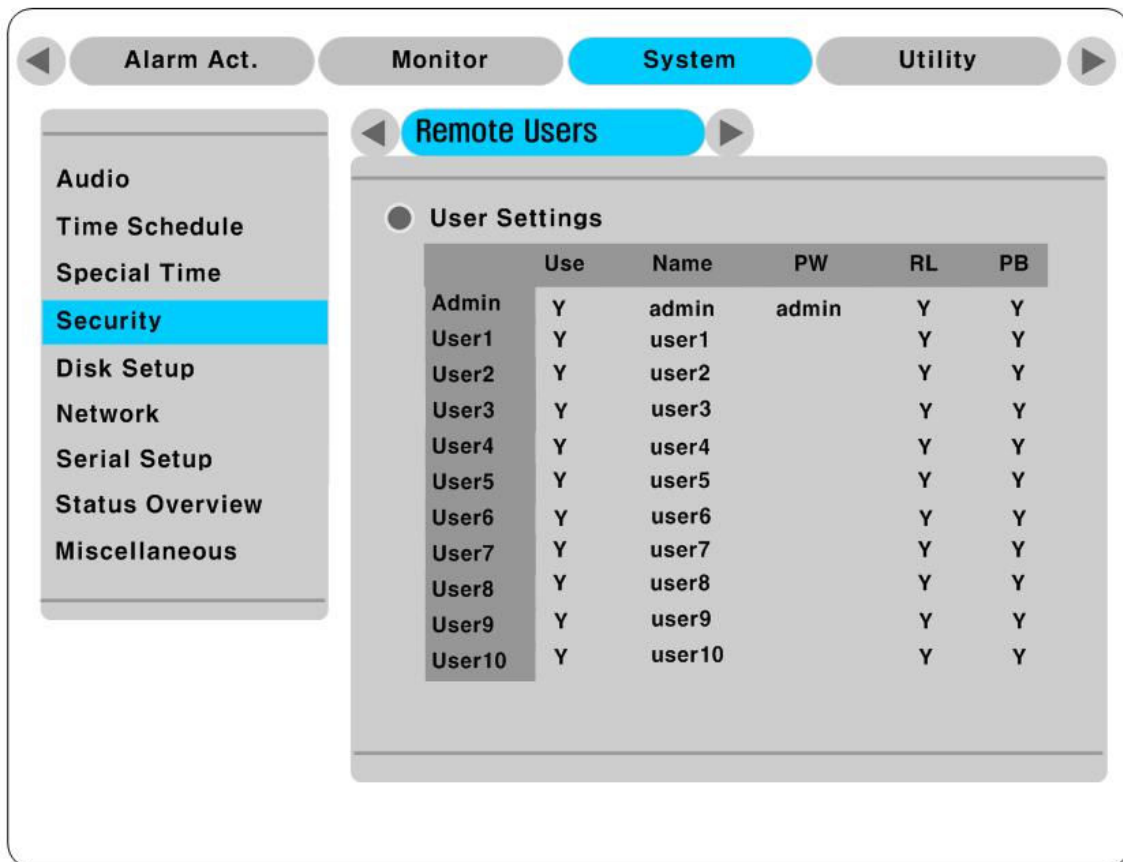 Alarm Act. Monitor System Utility
Remote Users
Audio
Time Schedule
Special Time
Security
Disk Setup
Network
Serial Setup
Status Overview
Miscellaneous
User Settings
Use Name PW RL PB
Admin Y admin admin Y Y
User1 Y user1 Y Y
User2 Y user2 Y Y
User3 Y user3 Y Y
User4 Y user4 Y Y
User5 Y user5 Y Y
User6 Y user6 Y Y
User7 Y user7 Y Y
User8 Y user8 Y Y
User9 Y user9 Y Y
User10 Y user10 Y Y